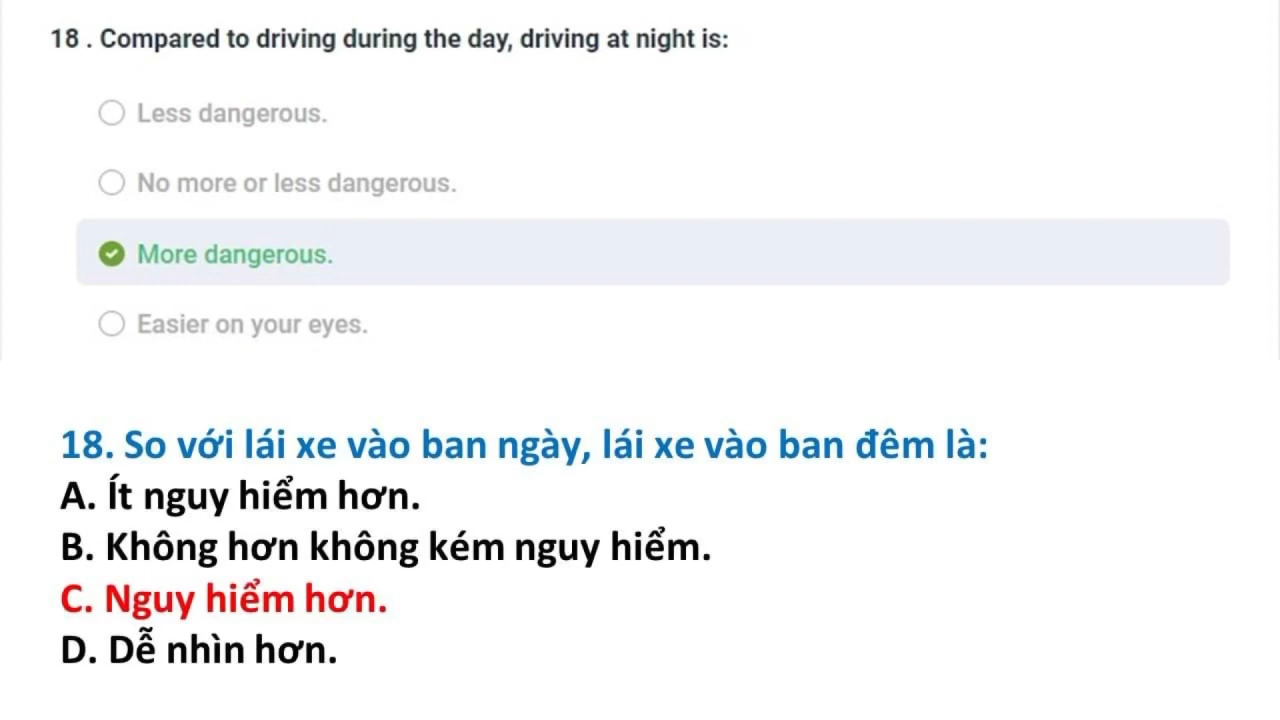 18 . Compared to driving during the day, driving at night is:
Less dangerous.
No more or less dangerous.
More dangerous.
Easier on your eyes.
18. So với lái xe vào ban ngày, lái xe vào ban đêm là:
A. Ít nguy hiểm hơn.
B. Không hơn không kém nguy hiểm.
C. Nguy hiểm hơn.
D. Dễ nhìn hơn.